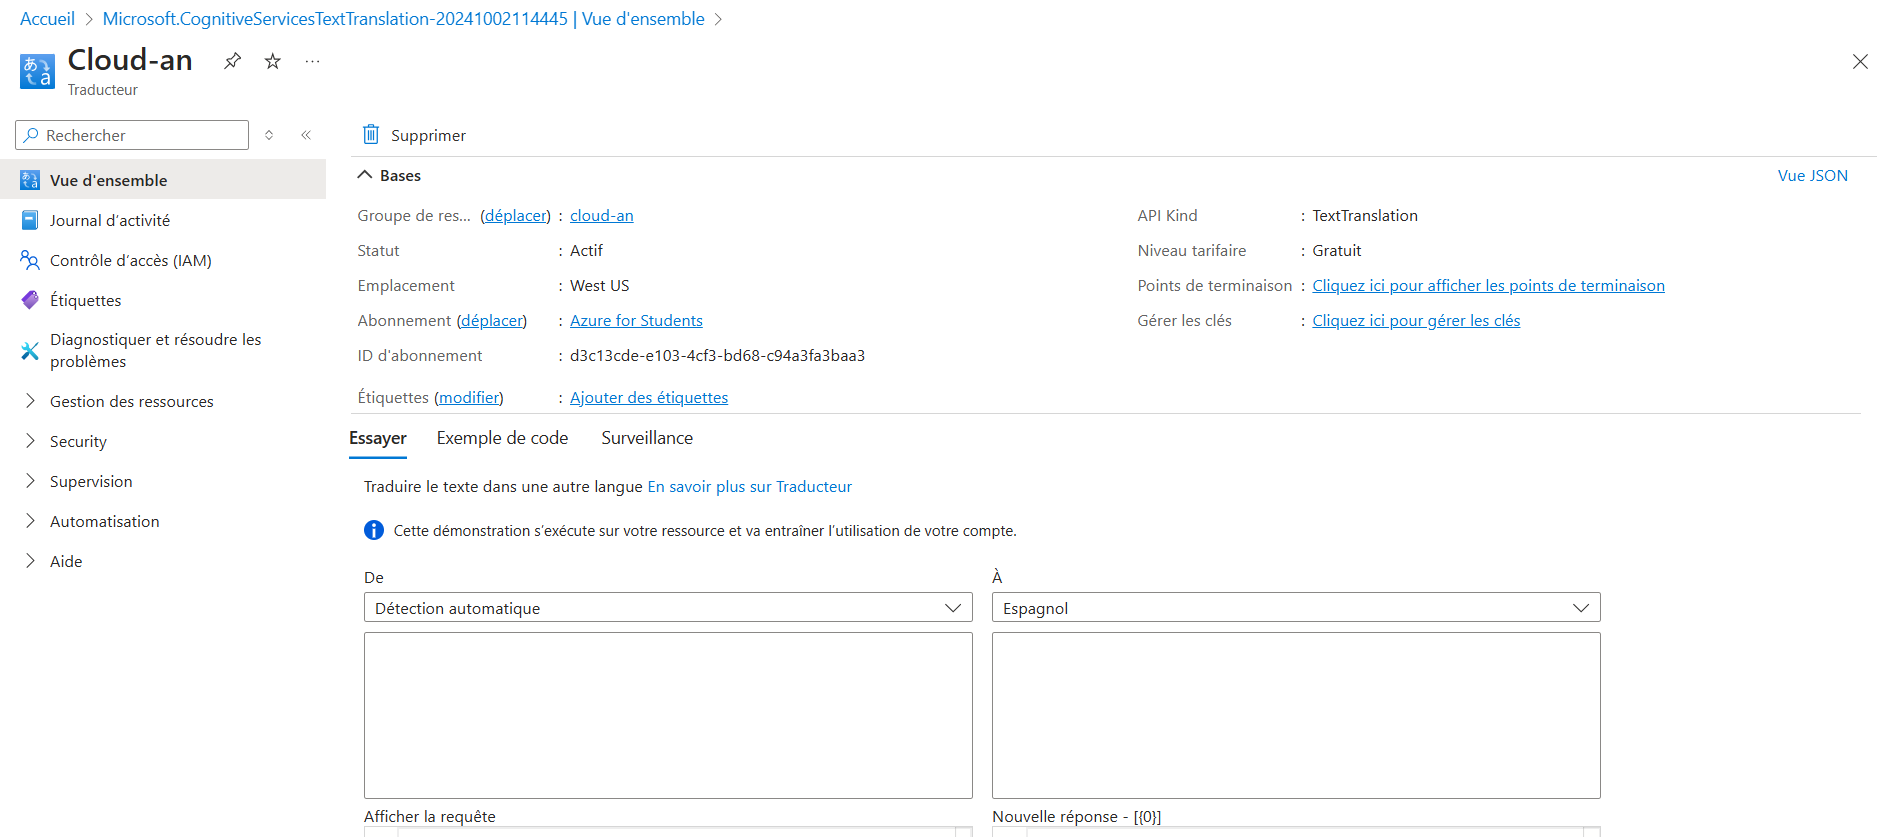 Accueil > Microsoft.CognitiveServicesTextTranslation-20241002114445 | Vue d'ensemble >
Cloud-an
Traducteur
Rechercher
Vue d'ensemble
Journal d'activité
Contrôle d'accès (IAM)
Étiquettes
Diagnostiquer et résoudre les
problèmes
Gestion des ressources
Security
Supervision
Automatisation
Aide
Supprimer
Bases
Vue JSON
Groupe de res... (déplacer) : cloud-an
Statut : Actif
Emplacement : West US
Abonnement (déplacer) : Azure for Students
ID d'abonnement : d3c13cde-e103-4cf3-bd68-c94a3fa3baa3
Étiquettes (modifier) : Ajouter des étiquettes
API Kind : TextTranslation
Niveau tarifaire : Gratuit
Points de terminaison : Cliquez ici pour afficher les points de terminaison
Gérer les clés : Cliquez ici pour gérer les clés
Essayer Exemple de code Surveillance
Traduire le texte dans une autre langue En savoir plus sur Traducteur
Cette démonstration s'exécute sur votre ressource et va entraîner l'utilisation de votre compte.
De
Détection automatique
À
Espagnol
Afficher la requête
Nouvelle réponse - [{0}]